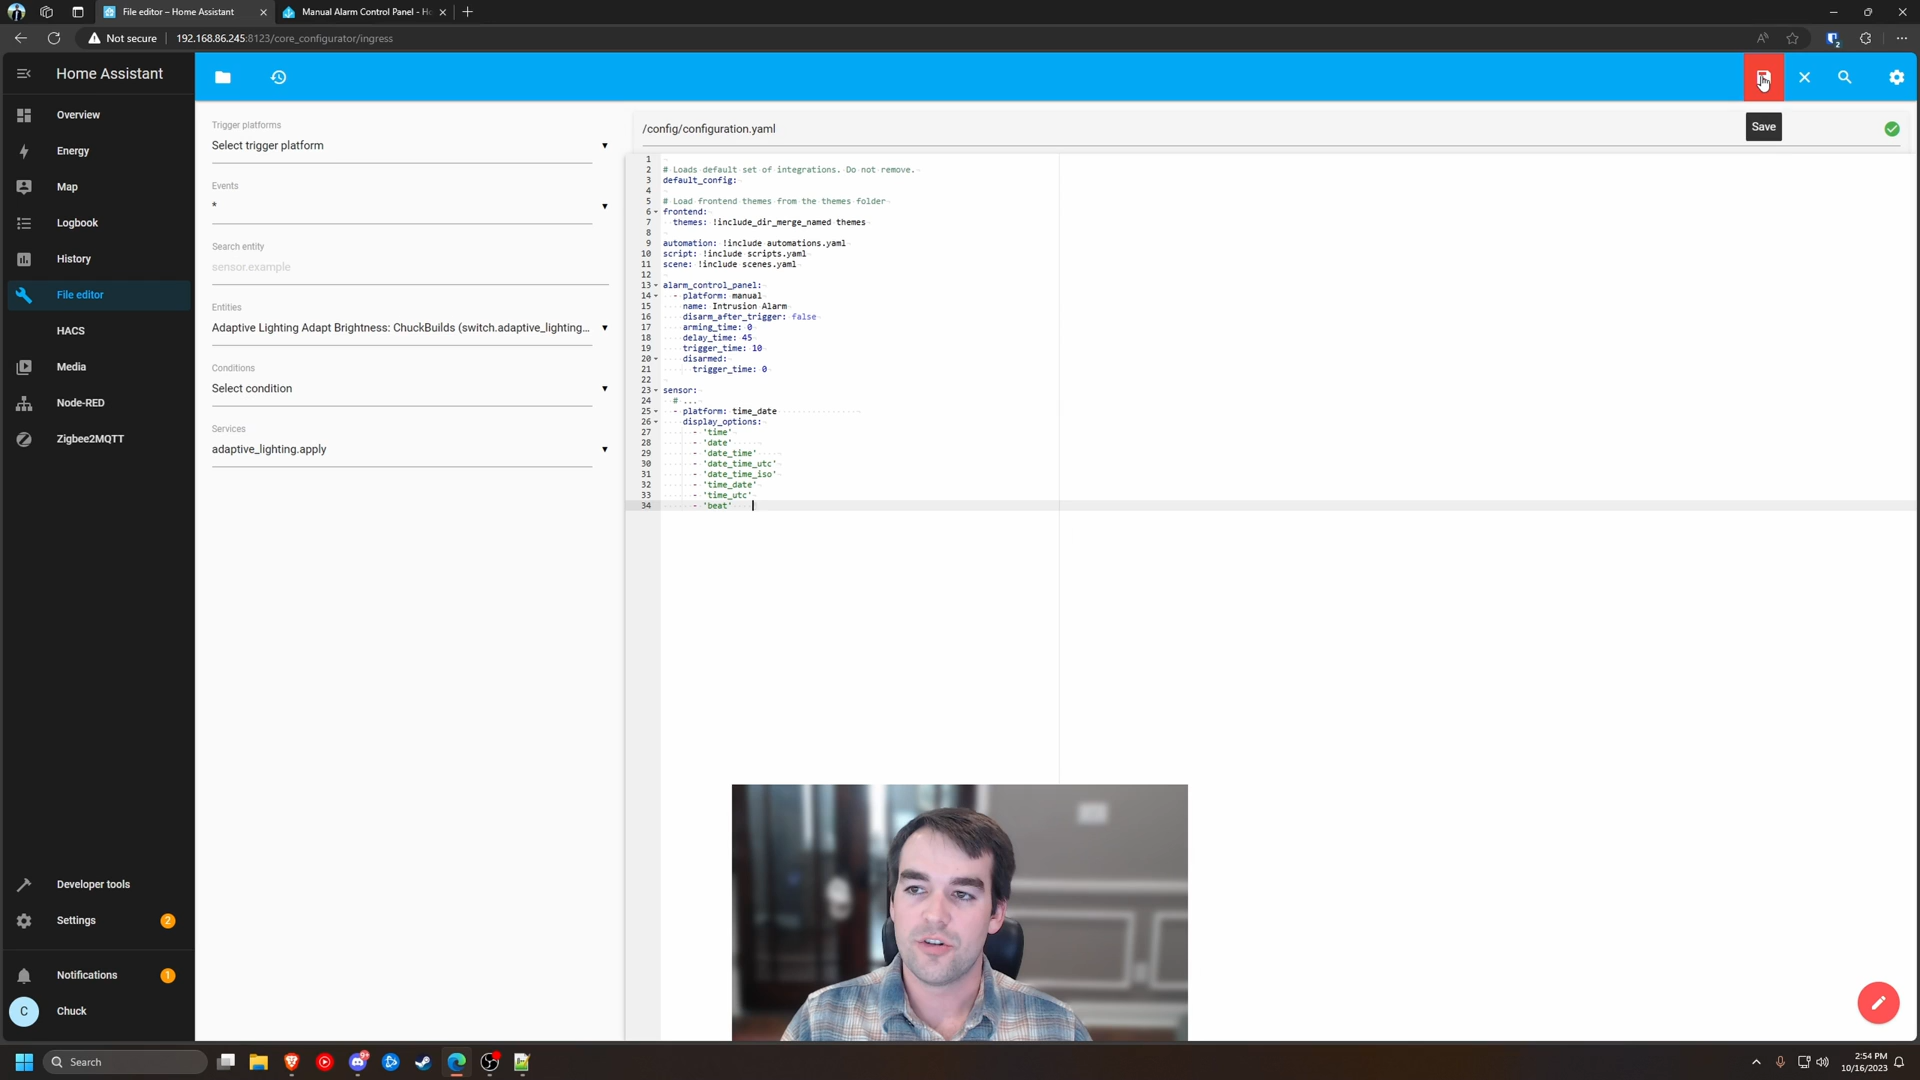 File editor – Home Assistant
Manual Alarm Control Panel - Ho
Not secure
192.168.86.245:8123/core_configurator/ingress
Home Assistant
Overview
Energy
Map
Logbook
History
File editor
HACS
Media
Node-RED
Zigbee2MQTT
Developer tools
Settings
2
Notifications
1
C
Chuck
Trigger platforms
Select trigger platform
Events
*
Search entity
sensor.example
Entities
Adaptive Lighting Adapt Brightness: ChuckBuilds (switch.adaptive_lighting...
Conditions
Select condition
Services
adaptive_lighting.apply
/config/configuration.yaml
Save
1
2 # Loads default set of integrations. Do not remove.
3 default_config:
4
5 # Load frontend themes from the themes folder
6 frontend:
7 themes: !include_dir_merge_named themes
8
9 automation: !include automations.yaml
10 script: !include scripts.yaml
11 scene: !include scenes.yaml
12
13 alarm_control_panel:
14 - platform: manual
15 name: Intrusion Alarm
16 disarm_after_trigger: false
17 arming_time: 0
18 delay_time: 45
19 trigger_time: 10
20 disarmed:
21 trigger_time: 0
22
23 sensor:
24 # ...
25 - platform: time_date
26 display_options:
27 - 'time'
28 - 'date'
29 - 'date_time'
30 - 'date_time_utc'
31 - 'date_time_iso'
32 - 'time_date'
33 - 'time_utc'
34 - 'beat'
Search
2:54 PM
10/16/2023